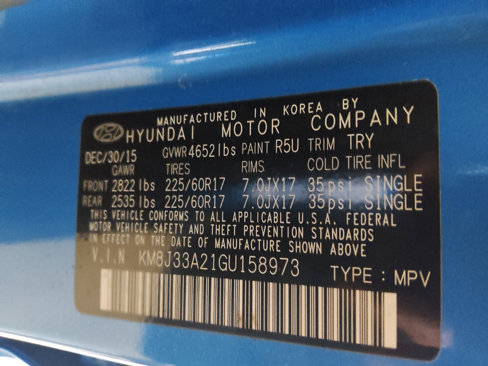 MANUFACTURED IN KOREA BY
HYUNDAI MOTOR COMPANY
DEC/30/15 GVWR 4652lbs PAINT R5U TRIM TRY
GAWR TIRES RIMS COLD TIRE INFL
FRONT 2822 lbs 225/60R17 7.0JX17 35psi SINGLE
REAR 2535 lbs 225/60R17 7.0JX17 35psi SINGLE
THIS VEHICLE CONFORMS TO ALL APPLICABLE U.S.A. FEDERAL
MOTOR VEHICLE SAFETY AND THEFT PREVENTION STANDARDS
IN EFFECT ON THE DATE OF MANUFACTURE SHOWN ABOVE
V.I.N KM8J33A21GU158973 TYPE : MPV